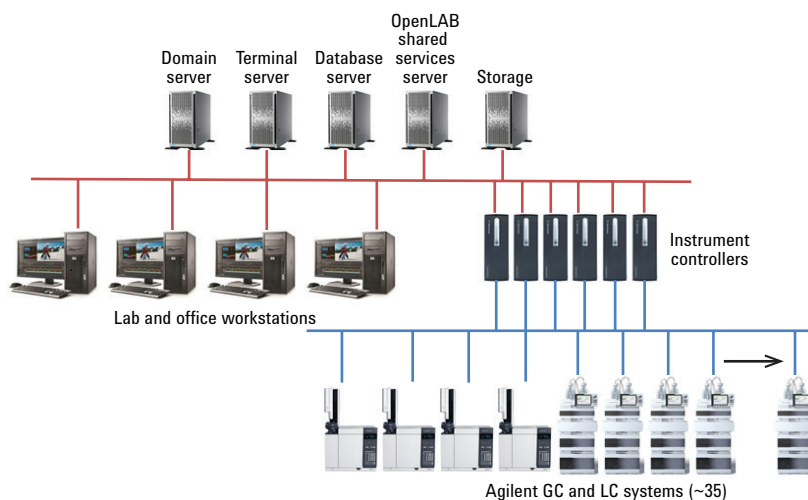 OpenLAB
shared
services
server
Domain
server
Terminal
server
Database
server
Storage
Instrument
controllers
Lab and office workstations
Agilent GC and LC systems (~35)